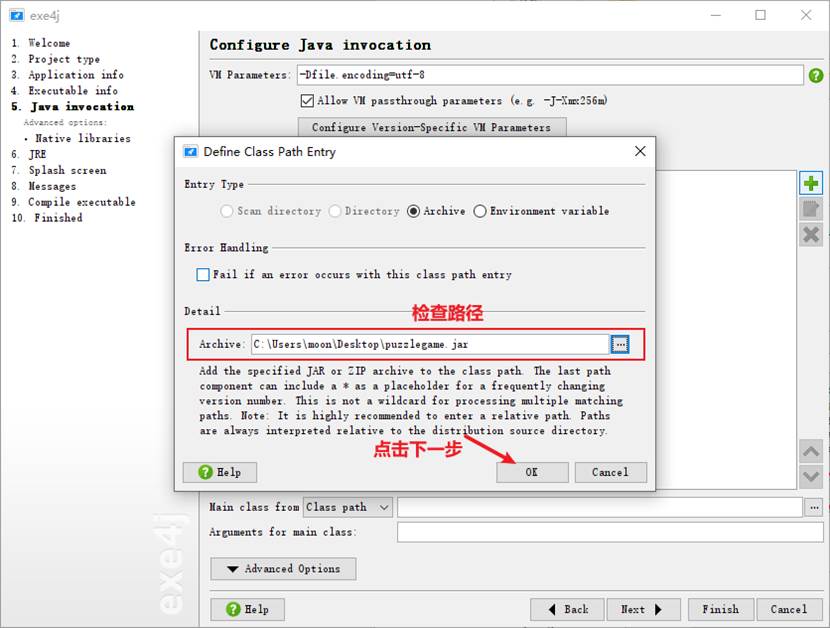 exe4j
1. Welcome
2. Project type
3. Application info
4. Executable info
5. Java invocation
Advanced options:
· Native libraries
6. JRE
7. Splash screen
8. Messages
9. Compile executable
10. Finished
exe4j
Configure Java invocation
VM Parameters: -Dfile.encoding=utf-8
Allow VM passthrough parameters (e.g. -J-Xmx256m)
Configure Version-Specific VM Parameters
Define Class Path Entry
Entry Type
Scan directory Directory Archive Environment variable
Error Handling
Fail if an error occurs with this class path entry
Detail
检查路径
Archive: C:\Users\moon\Desktop\puzzlegame.jar ...
Add the specified JAR or ZIP archive to the class path. The last path
component can include a * as a placeholder for a frequently changing
version number. This is not a wildcard for processing multiple matching
paths. Note: It is highly recommended to enter a relative path. Paths
are always interpreted relative to the distribution source directory.
点击下一步
Help OK Cancel
Main class from Class path ...
Arguments for main class:
Advanced Options
Help Back Next Finish Cancel